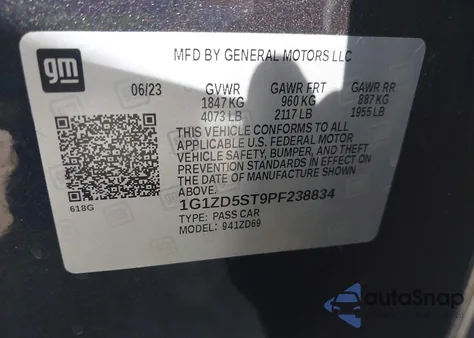 gm
MFD BY GENERAL MOTORS LLC
06/23 GVWR GAWR FRT GAWR RR
1847 KG 960 KG 887 KG
4073 LB 2117 LB 1955 LB
THIS VEHICLE CONFORMS TO ALL
APPLICABLE U.S. FEDERAL MOTOR
VEHICLE SAFETY, BUMPER, AND THEFT
PREVENTION STANDARDS IN EFFECT ON
THE DATE OF MANUFACTURE SHOWN ABOVE.
618G
1G1ZD5ST9PF238834
TYPE: PASS CAR
MODEL: 941ZD69
autoSnap